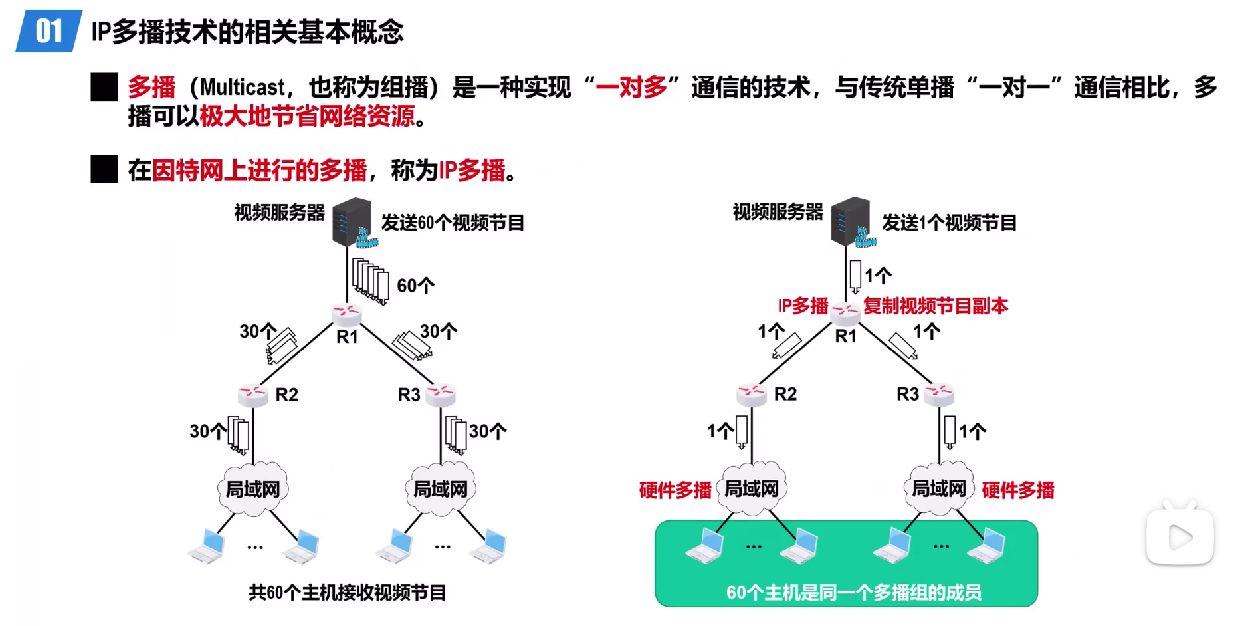 01 IP多播技术的相关基本概念
多播（Multicast，也称为组播）是一种实现“一对多”通信的技术，与传统单播“一对一”通信相比，多
播可以极大地节省网络资源。
在因特网上进行的多播，称为IP多播。
视频服务器
发送60个视频节目
60个
R1
30个
30个
R2
R3
30个
30个
局域网
局域网
...
...
共60个主机接收视频节目
视频服务器
发送1个视频节目
1个
IP多播
复制视频节目副本
R1
1个
1个
R2
R3
1个
1个
硬件多播
局域网
局域网
硬件多播
...
...
60个主机是同一个多播组的成员